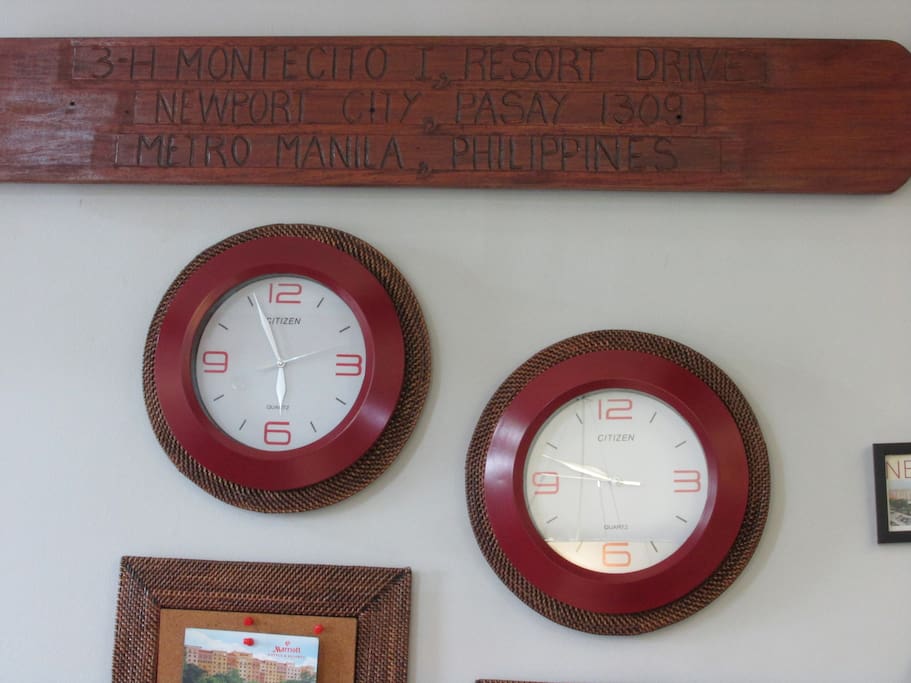 3-H MONTECITO I, RESORT DRIVE
NEWPORT CITY, PASAY 1309
METRO MANILA, PHILIPPINES
12
CITIZEN
9 3
QUARTZ
6
12
CITIZEN
9 3
QUARTZ
6
NE
Marriott